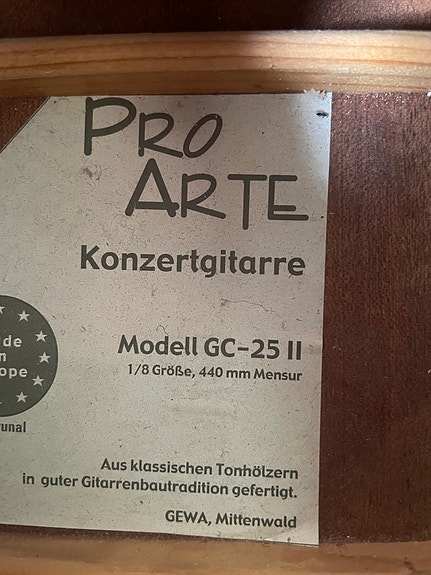 PRO
ARTE
Konzertgitarre
Modell GC-25 II
1/8 Größe, 440 mm Mensur
Aus klassischen Tonhölzern
in guter Gitarrenbautradition gefertigt.
GEWA, Mittenwald